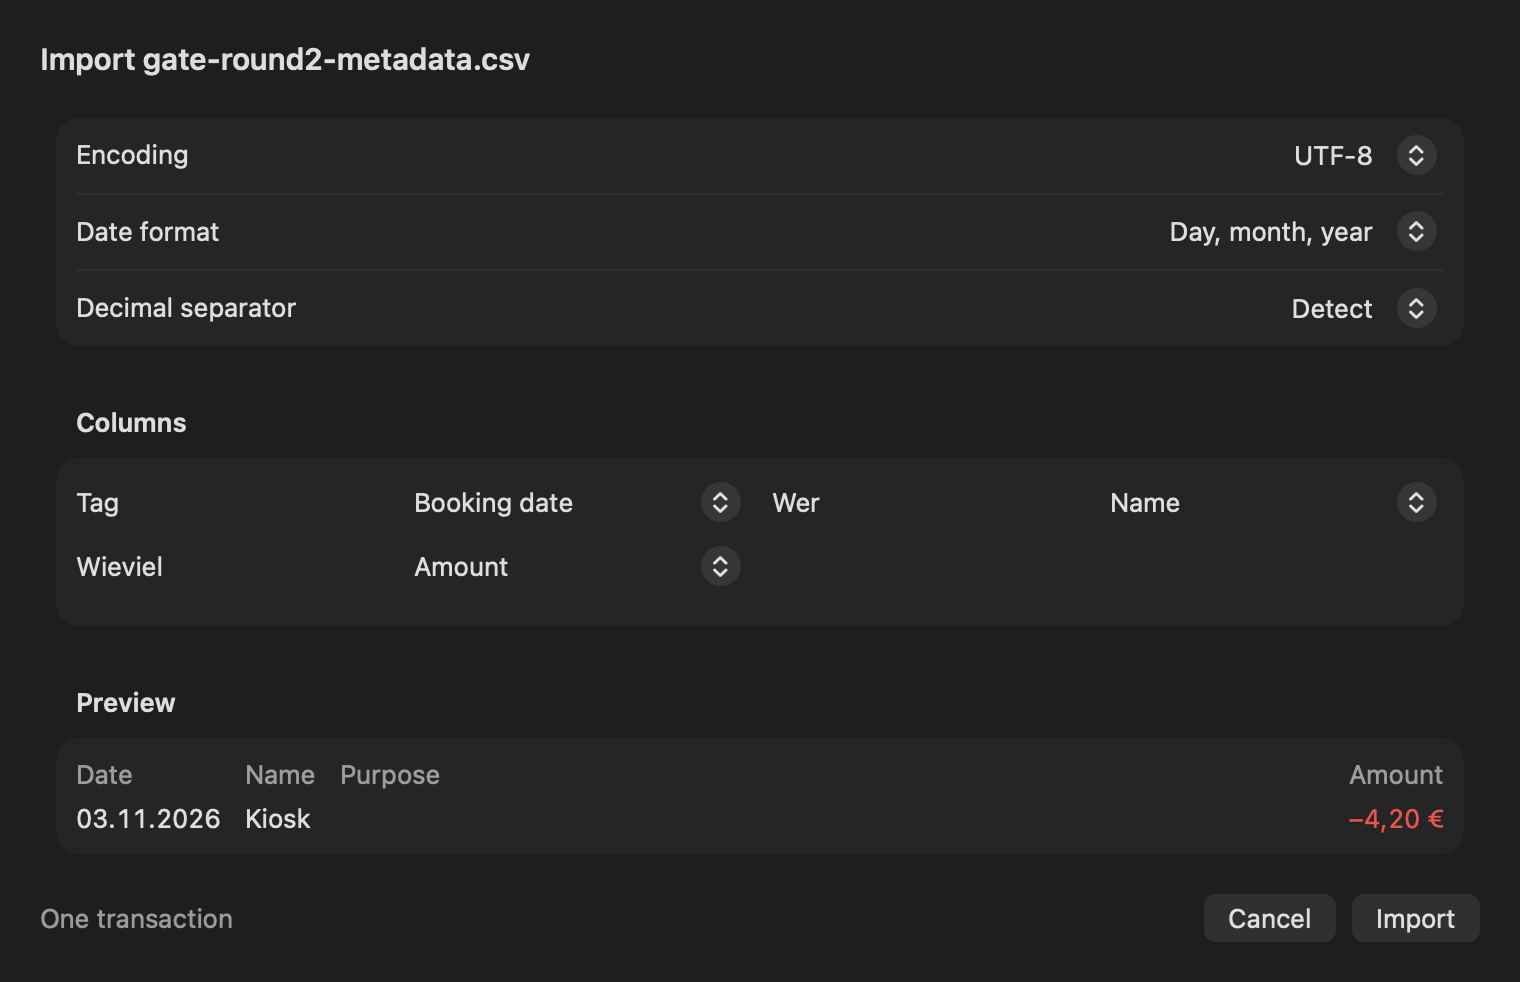 Import gate-round2-metadata.csv
Encoding UTF-8
Date format Day, month, year
Decimal separator Detect
Columns
Tag Booking date Wer Name
Wieviel Amount
Preview
Date Name Purpose Amount
03.11.2026 Kiosk –4,20 €
One transaction Cancel Import